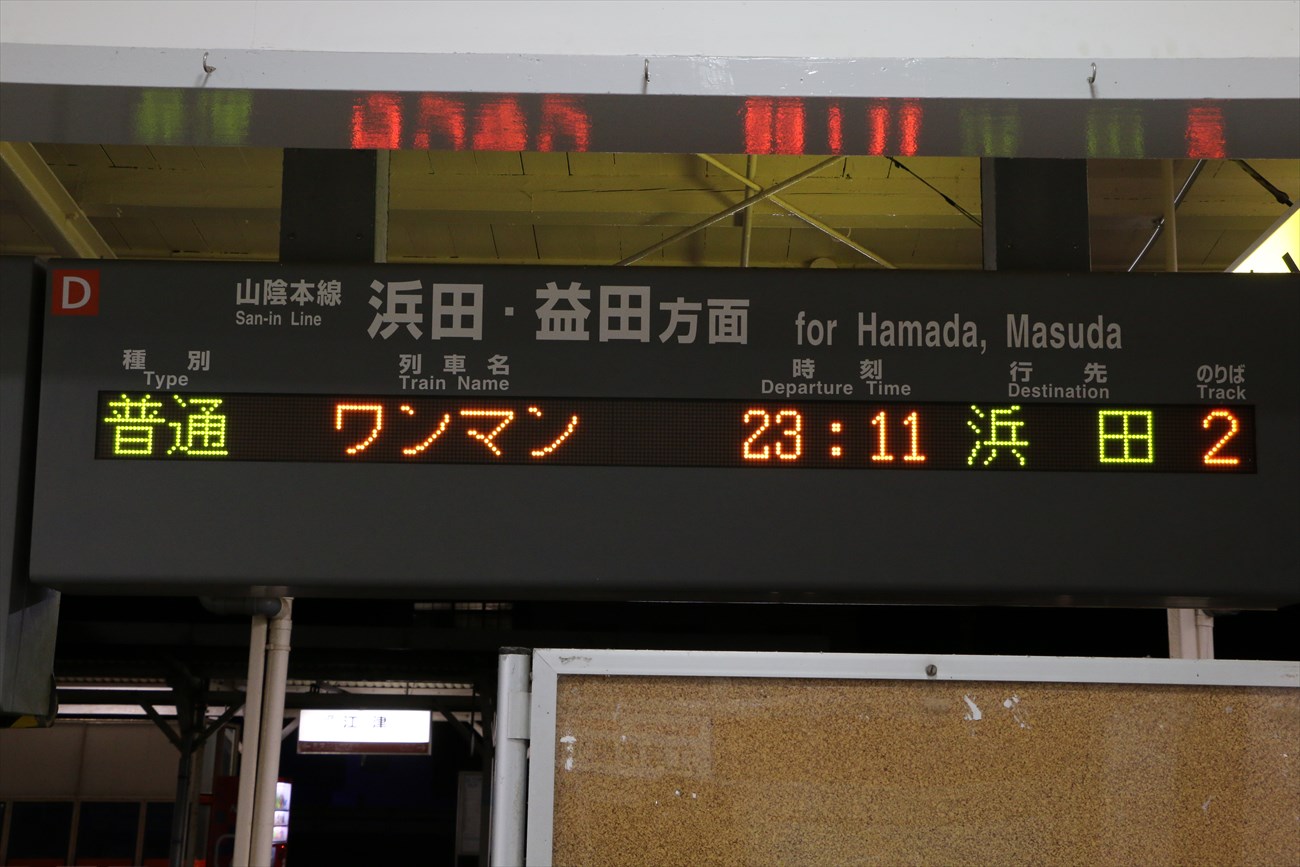 D 山陰本線 浜田・益田方面 for Hamada, Masuda
San-in Line
種別 列車名 時刻 行先 のりば
Type Train Name Departure Time Destination Track
普通 ワンマン 23:11 浜田 2
江津